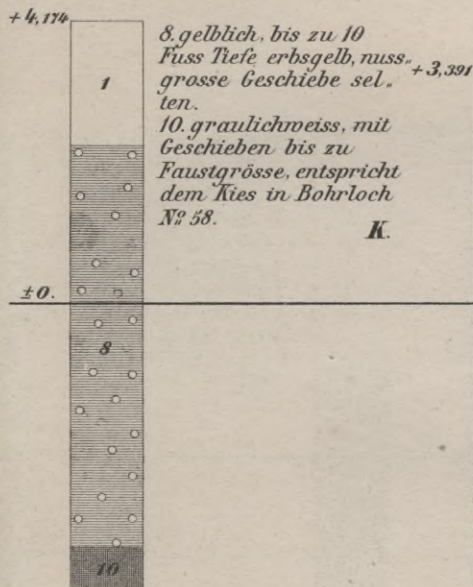 +4,174
8. gelblich, bis zu 10
Fuss Tiefe erbsgelb, nuss-
grosse Geschiebe sel-
ten.
10. graulichweiss, mit
Geschieben bis zu
Faustgrösse, entspricht
dem Kies in Bohrloch
No 58.
K.
+3,391
1
±0.
8
10